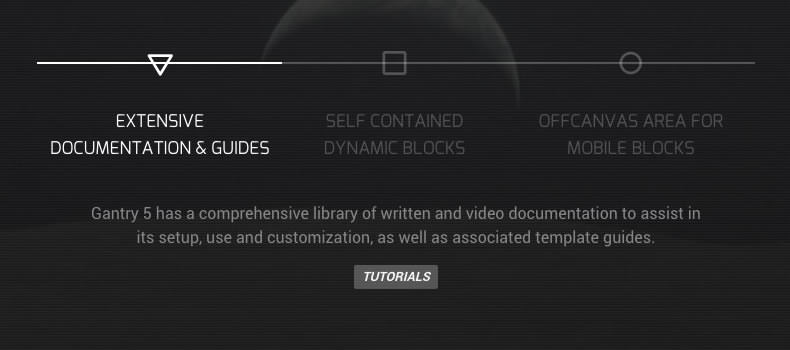 EXTENSIVE
DOCUMENTATION & GUIDES
SELF CONTAINED
DYNAMIC BLOCKS
OFFCANVAS AREA FOR
MOBILE BLOCKS
Gantry 5 has a comprehensive library of written and video documentation to assist in
its setup, use and customization, as well as associated template guides.
TUTORIALS